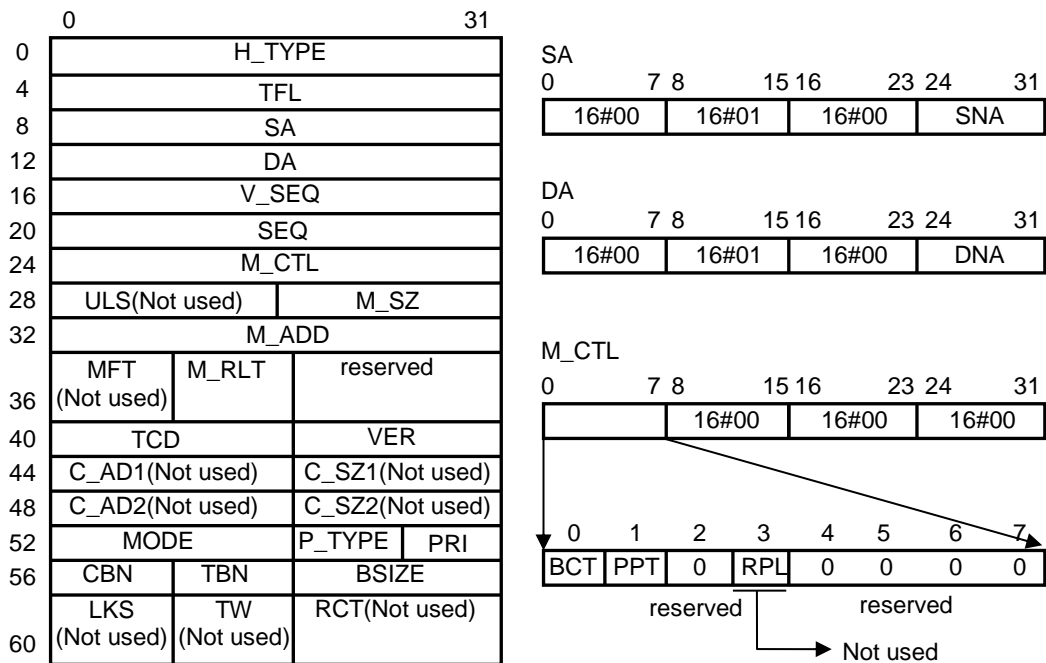 0 31
0 H_TYPE
4 TFL
8 SA
12 DA
16 V_SEQ
20 SEQ
24 M_CTL
28 ULS(Not used) M_SZ
32 M_ADD
MFT M_RLT reserved
36 (Not used)
40 TCD VER
44 C_AD1(Not used) C_SZ1(Not used)
48 C_AD2(Not used) C_SZ2(Not used)
52 MODE P_TYPE PRI
56 CBN TBN BSIZE
LKS TW RCT(Not used)
60 (Not used) (Not used)
SA
0 7 8 15 16 23 24 31
16#00 16#01 16#00 SNA
DA
0 7 8 15 16 23 24 31
16#00 16#01 16#00 DNA
M_CTL
0 7 8 15 16 23 24 31
16#00 16#00 16#00
0 1 2 3 4 5 6 7
BCT PPT 0 RPL 0 0 0 0
reserved reserved
Not used